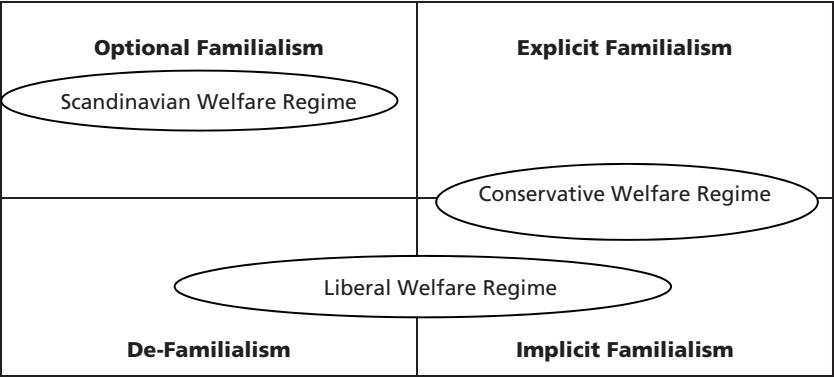 Optional Familialism
Explicit Familialism
Scandinavian Welfare Regime
Conservative Welfare Regime
Liberal Welfare Regime
De-Familialism
Implicit Familialism